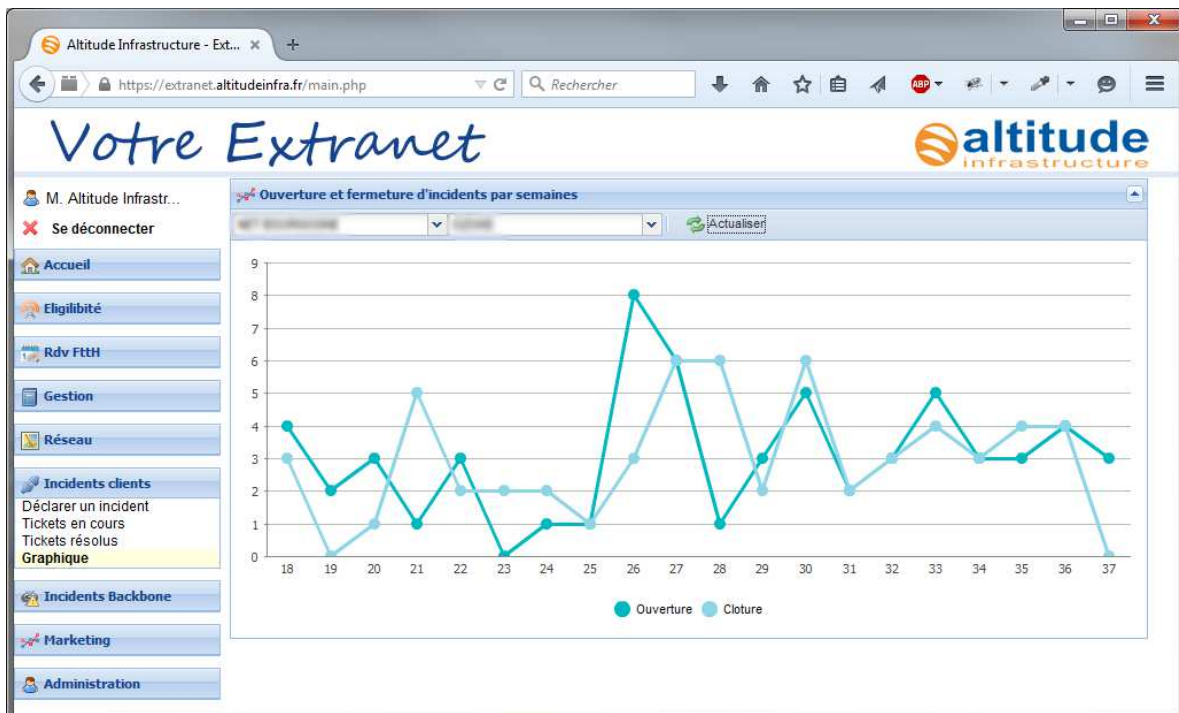 Altitude Infrastructure - Ext...
https://extranet.altitudeinfra.fr/main.php
Rechercher
ABP
Votre Extranet
altitude
infrastructure
M. Altitude Infrastr...
Se déconnecter
Accueil
Eligilibité
Rdv FttH
Gestion
Réseau
Incidents clients
Déclarer un incident
Tickets en cours
Tickets résolus
Graphique
Incidents Backbone
Marketing
Administration
Ouverture et fermeture d'incidents par semaines
Actualiser
9
8
7
6
5
4
3
2
1
0
18 19 20 21 22 23 24 25 26 27 28 29 30 31 32 33 34 35 36 37
Ouverture Cloture